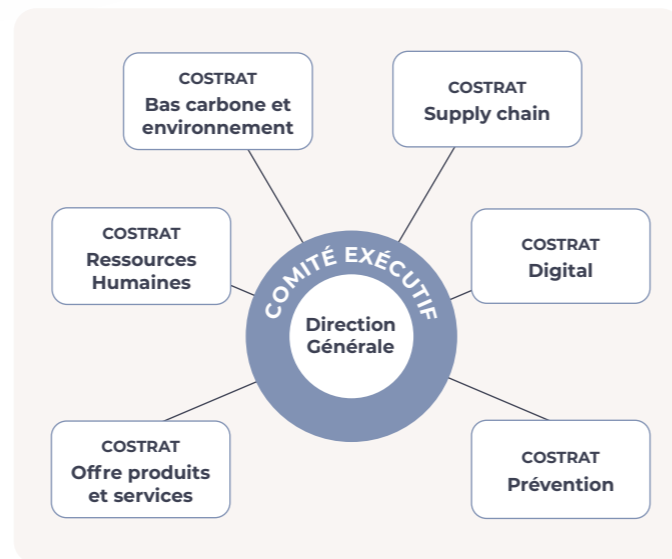 COSTRAT
Bas carbone et
environnement
COSTRAT
Supply chain
COSTRAT
Ressources
Humaines
COMITÉ EXÉCUTIF
Direction
Générale
COSTRAT
Digital
COSTRAT
Offre produits
et services
COSTRAT
Prévention